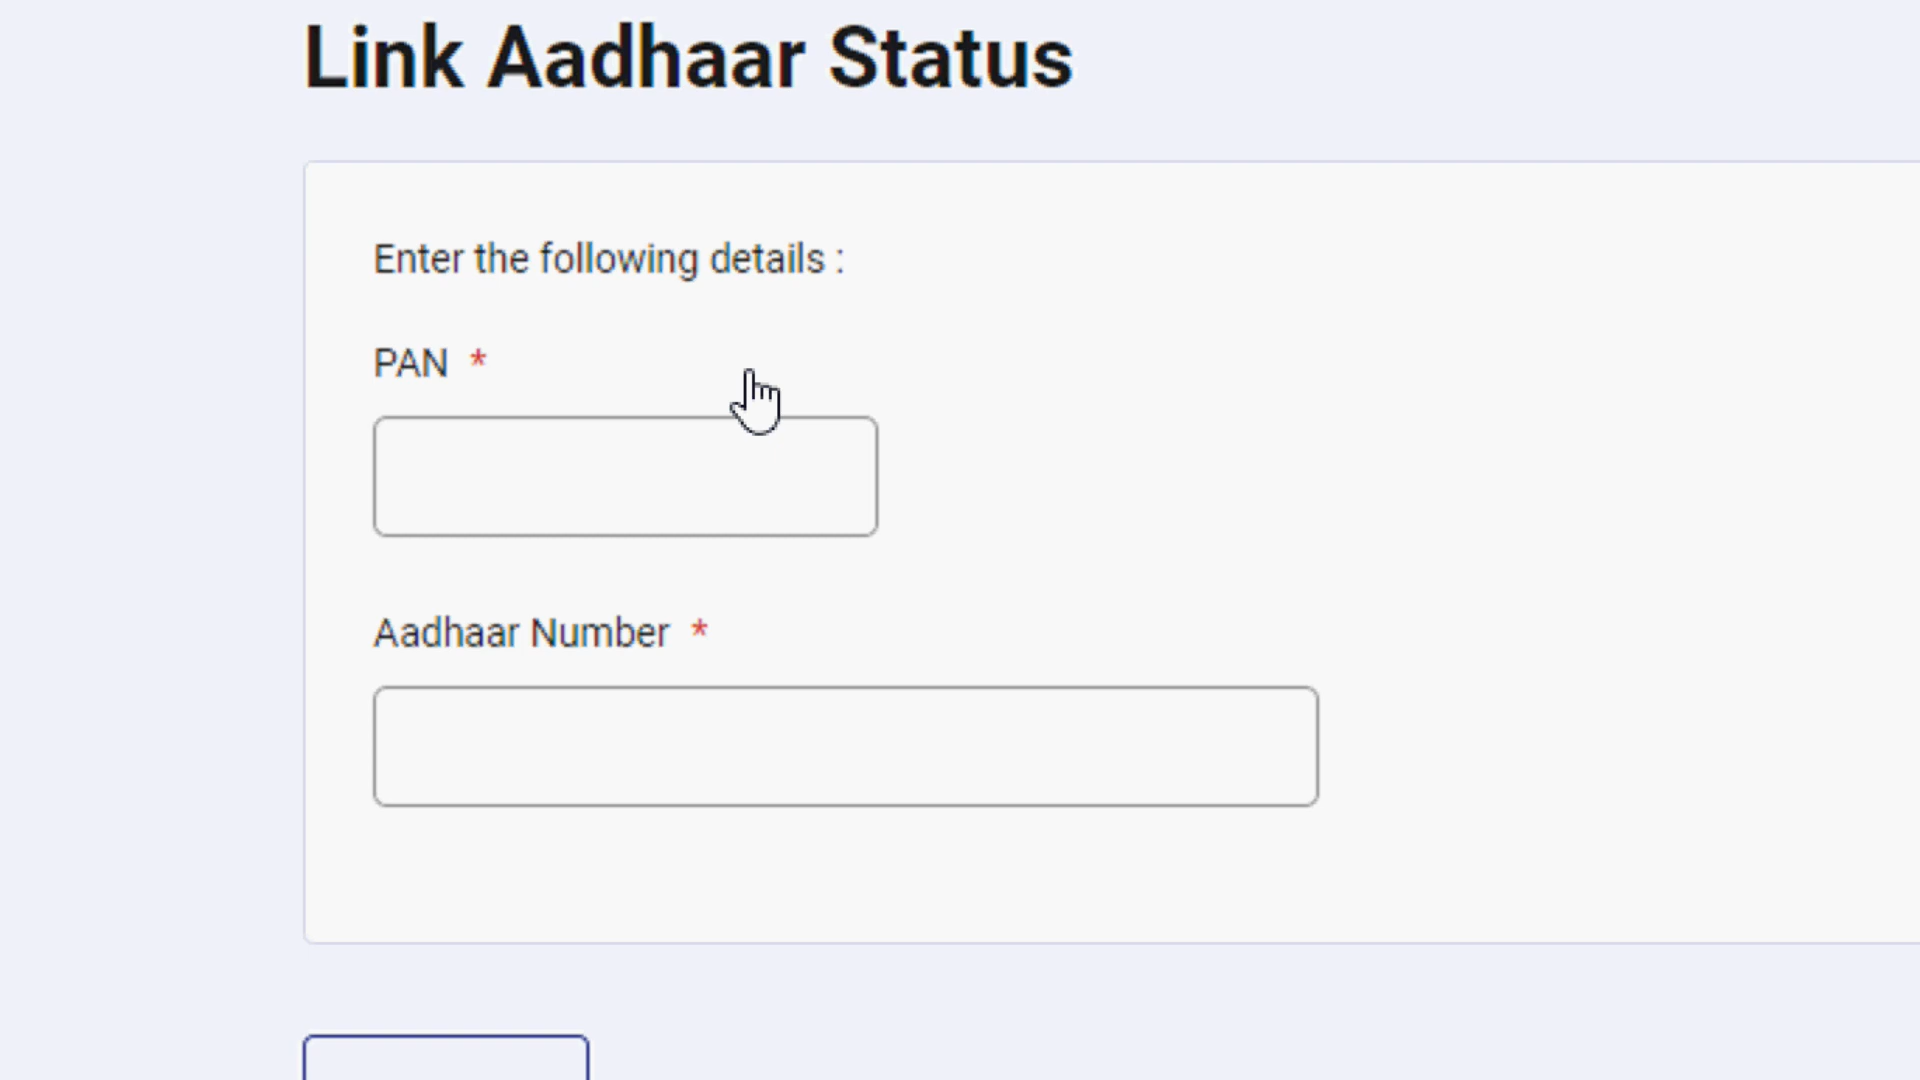 Link Aadhaar Status
Enter the following details :
PAN *
Aadhaar Number *